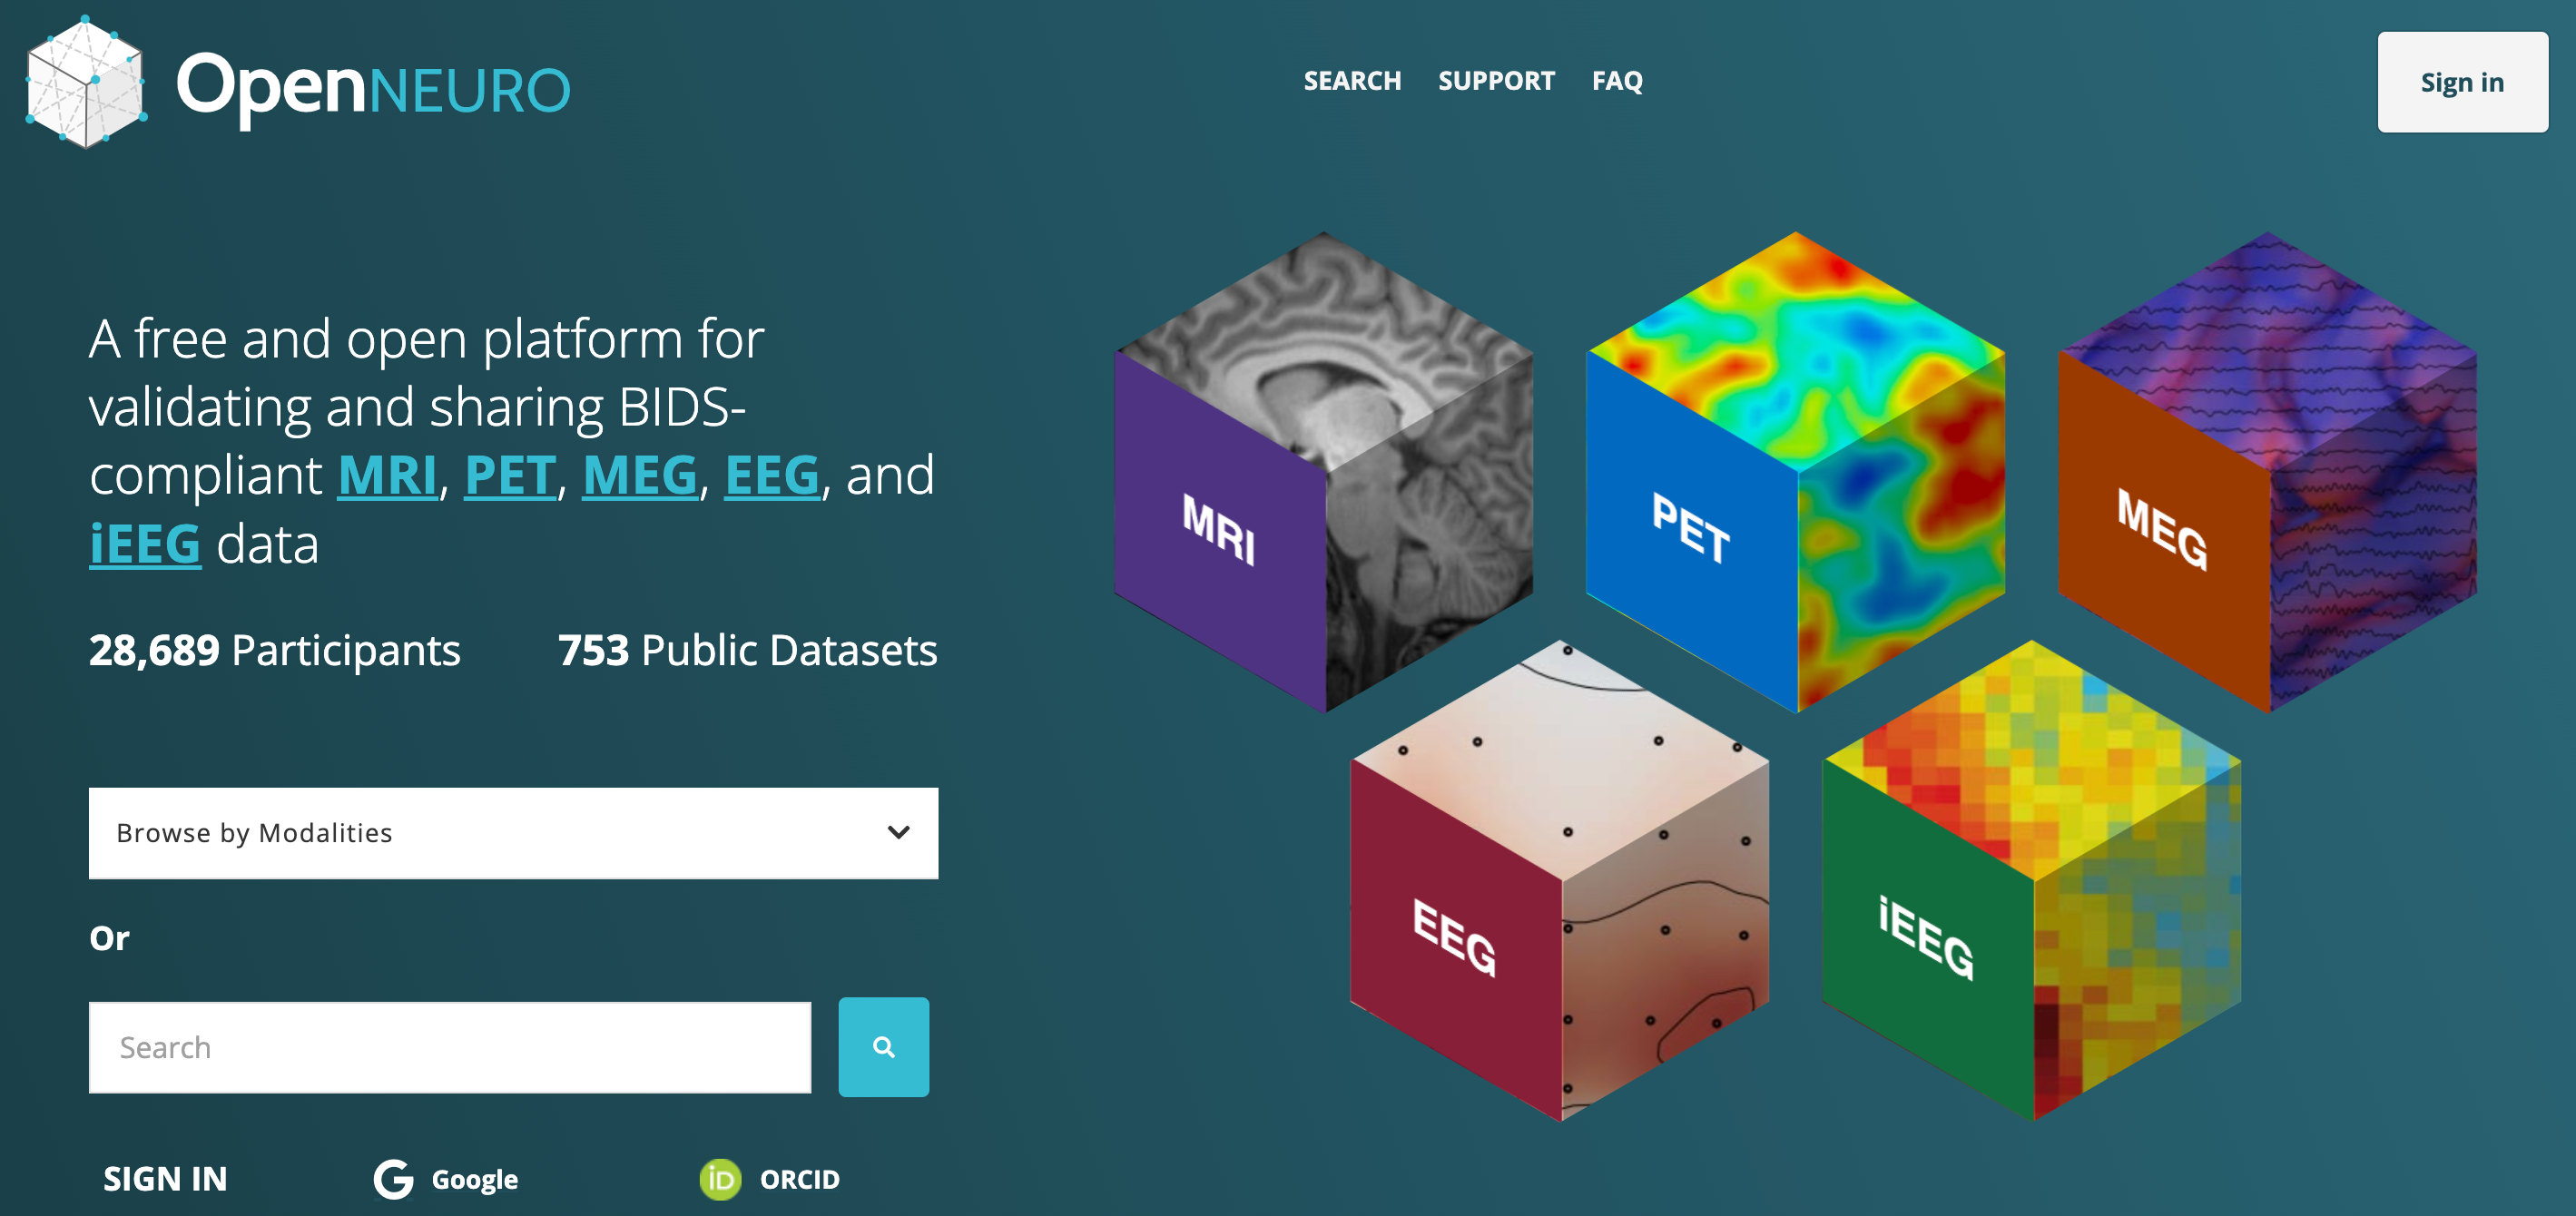 OpenNEURO
SEARCH SUPPORT FAQ
Sign in
A free and open platform for
validating and sharing BIDS-
compliant MRI, PET, MEG, EEG, and
iEEG data
28,689 Participants 753 Public Datasets
Browse by Modalities
Or
Search
SIGN IN Google iD ORCID
MRI
PET
MEG
EEG
iEEG